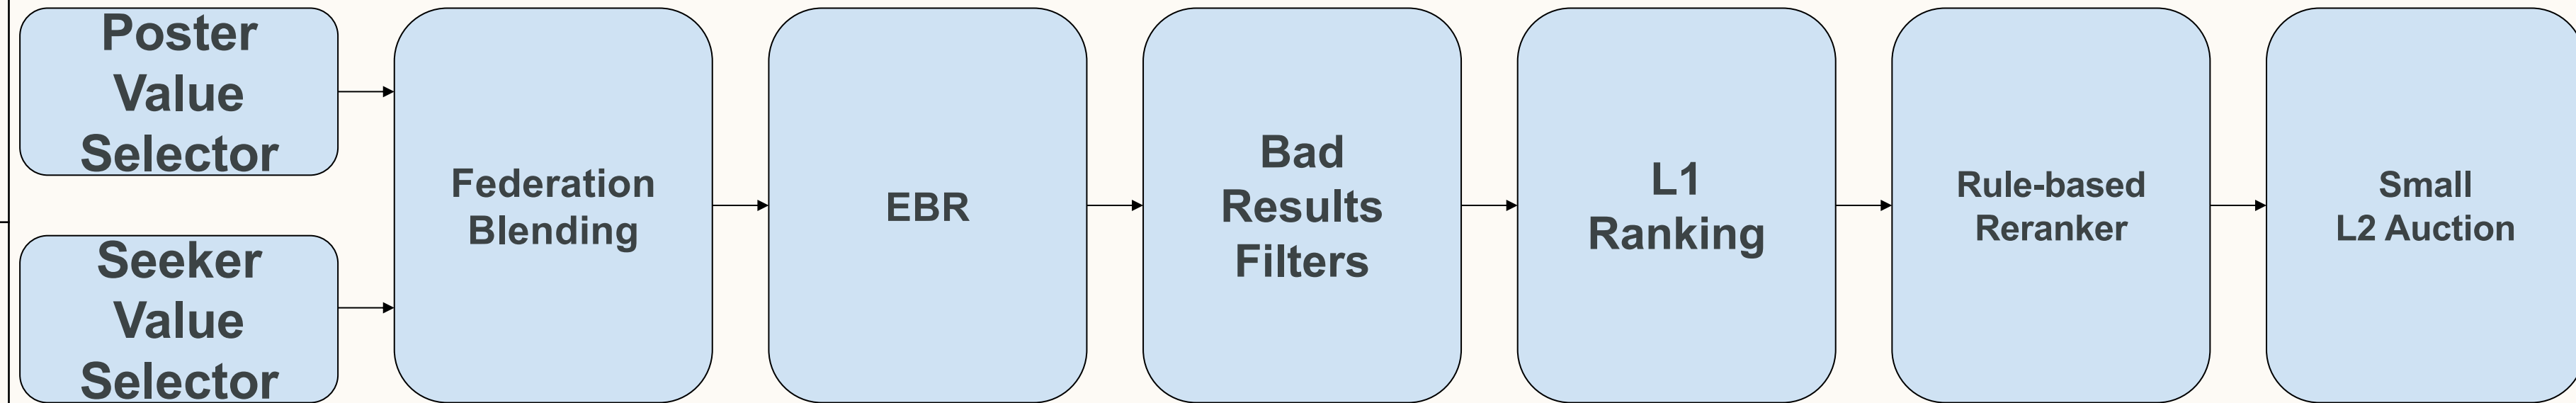 Poster
Value
Selector
Seeker
Value
Selector
Federation
Blending
EBR
Bad
Results
Filters
L1
Ranking
Rule-based
Reranker
Small
L2 Auction